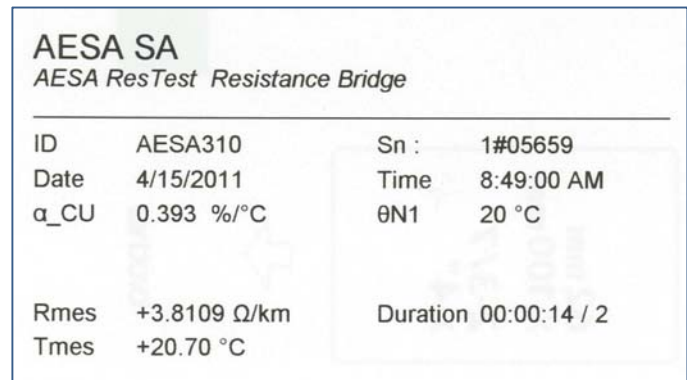 AESA SA
AESA ResTest Resistance Bridge
ID AESA310 Sn : 1#05659
Date 4/15/2011 Time 8:49:00 AM
α_CU 0.393 %/°C θN1 20 °C
Rmes +3.8109 Ω/km Duration 00:00:14 / 2
Tmes +20.70 °C